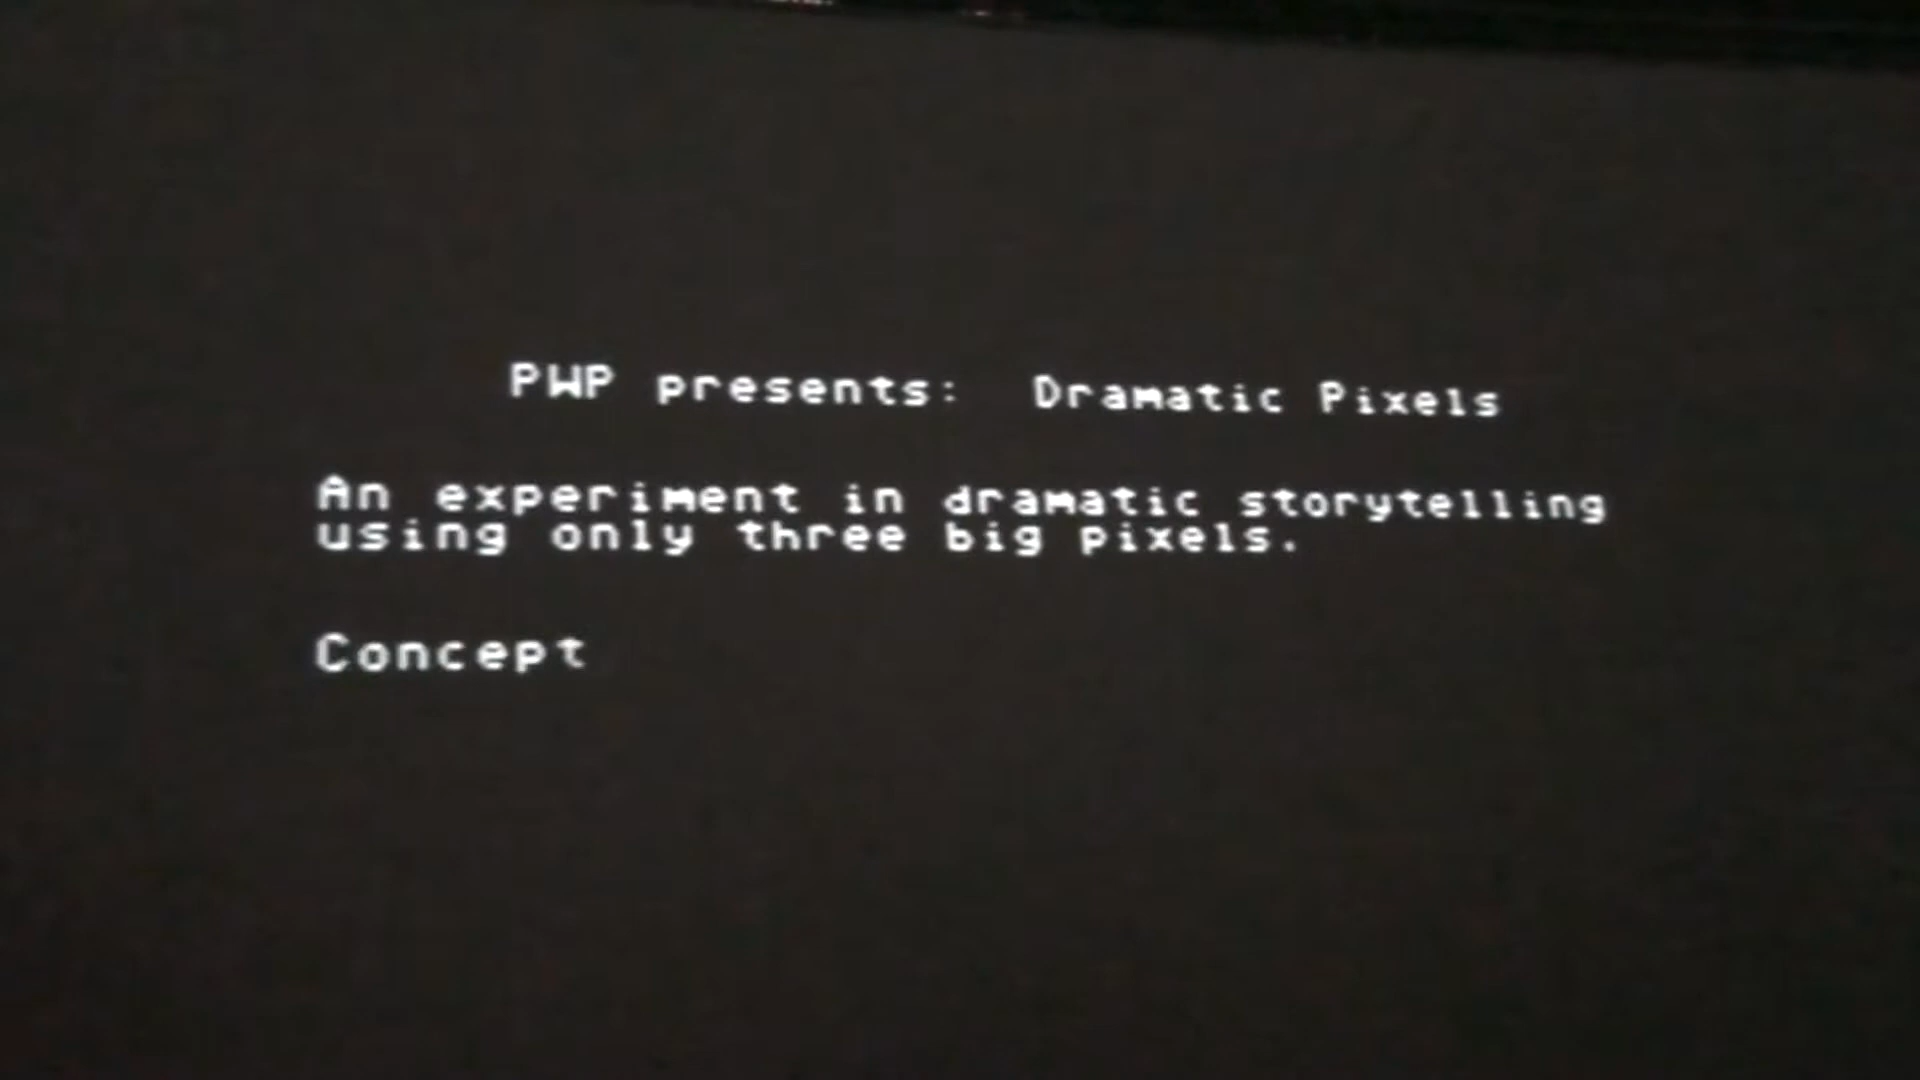 PWP presents:  Dramatic Pixels
An experiment in dramatic storytelling
using only three big pixels.
Concept